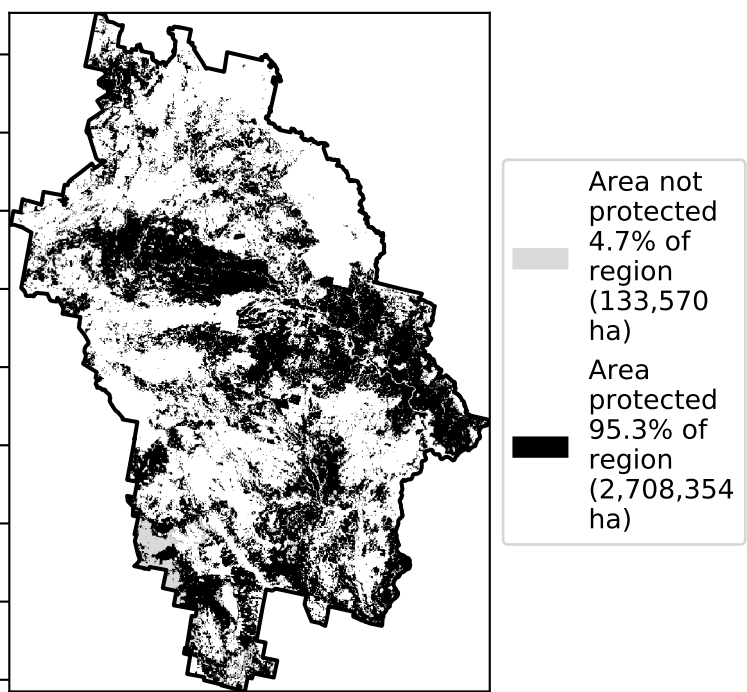 Area not
protected
4.7% of
region
(133,570
ha)
Area
protected
95.3% of
region
(2,708,354
ha)